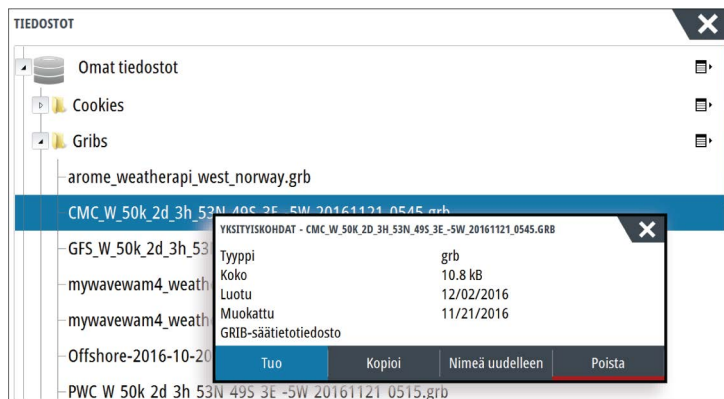 TIEDOSTOT
Omat tiedostot
Cookies
Gribs
arome_weatherapi_west_norway.grb
CMC_W_50k_2d_3h_53N_49S_3E_-5W_20161121_0545.grb
GFS_W_50k_2d_3h_53
YKSITYISKOHDAT - CMC_W_50K_2D_3H_53N_49S_3E_-5W_20161121_0545.GRB
Tyyppi grb
Koko 10.8 kB
Luotu 12/02/2016
Muokattu 11/21/2016
GRIB-säätietotiedosto
Tuo Kopioi Nimeä uudelleen Poista
mywavewam4_weath
mywavewam4_weath
Offshore-2016-10-20
PWC_W_50k_2d_3h_53N_49S_3E_-5W_20161121_0515.grb